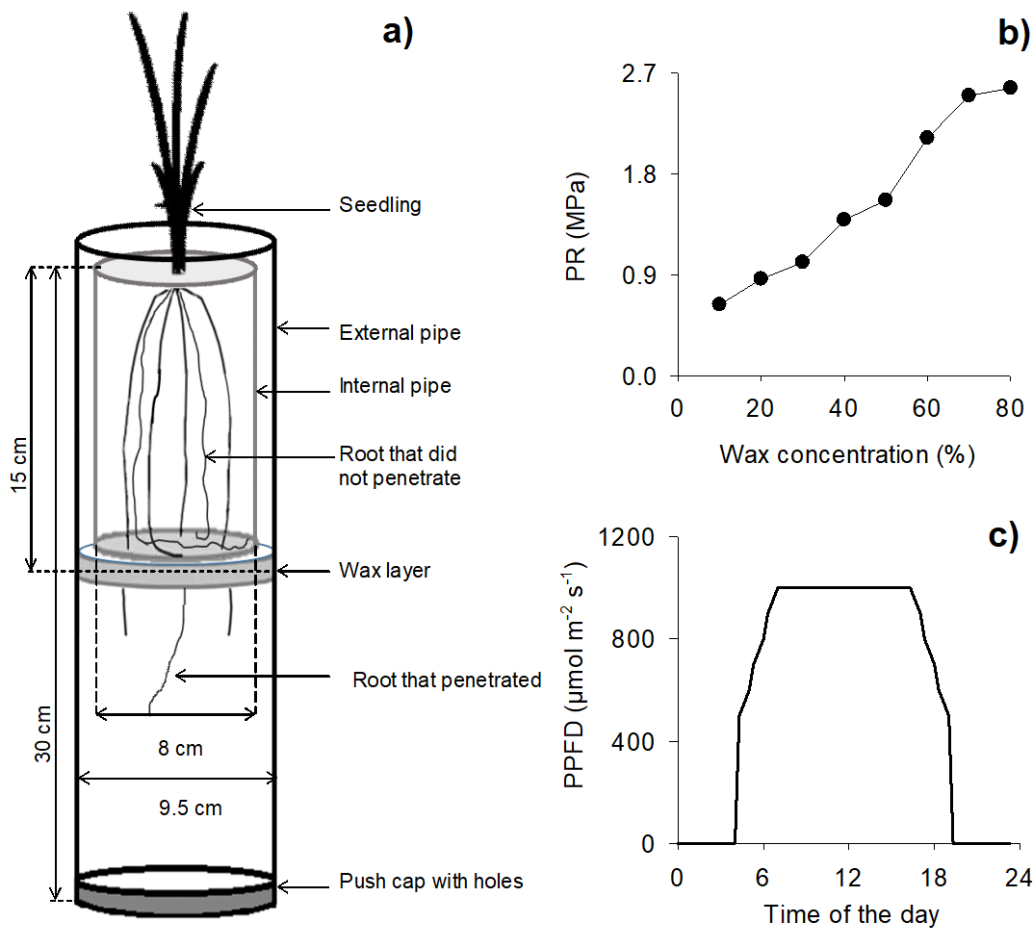 a)
Seedling
External pipe
Internal pipe
Root that did
not penetrate
15 cm
Wax layer
Root that penetrated
30 cm
8 cm
9.5 cm
Push cap with holes
b)
2.7
1.8
0.9
0.0
PR (MPa)
0 20 40 60 80
Wax concentration (%)
c)
1200
800
400
0
PPFD (µmol m⁻² s⁻¹)
0 6 12 18 24
Time of the day